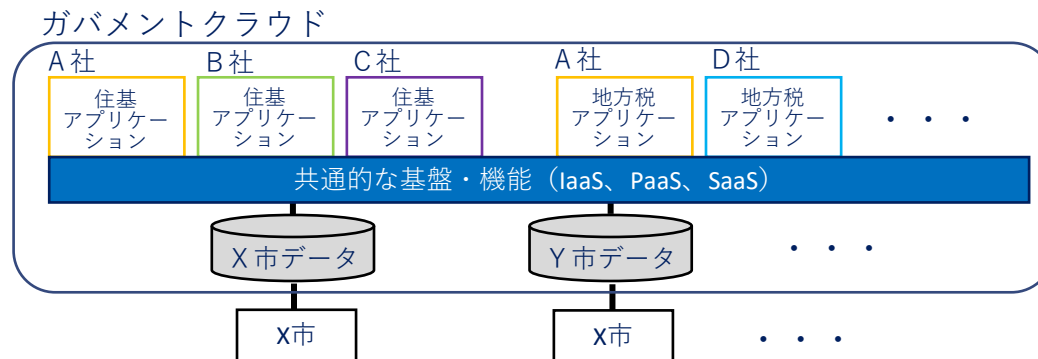 ガバメントクラウド
A社 B社 C社 A社 D社
住基 住基 住基 地方税 地方税
アプリケー アプリケー アプリケー アプリケー アプリケー
ション ション ション ション ション
・・・
共通的な基盤・機能（IaaS、PaaS、SaaS）
X市データ Y市データ ・・・
X市 X市 ・・・